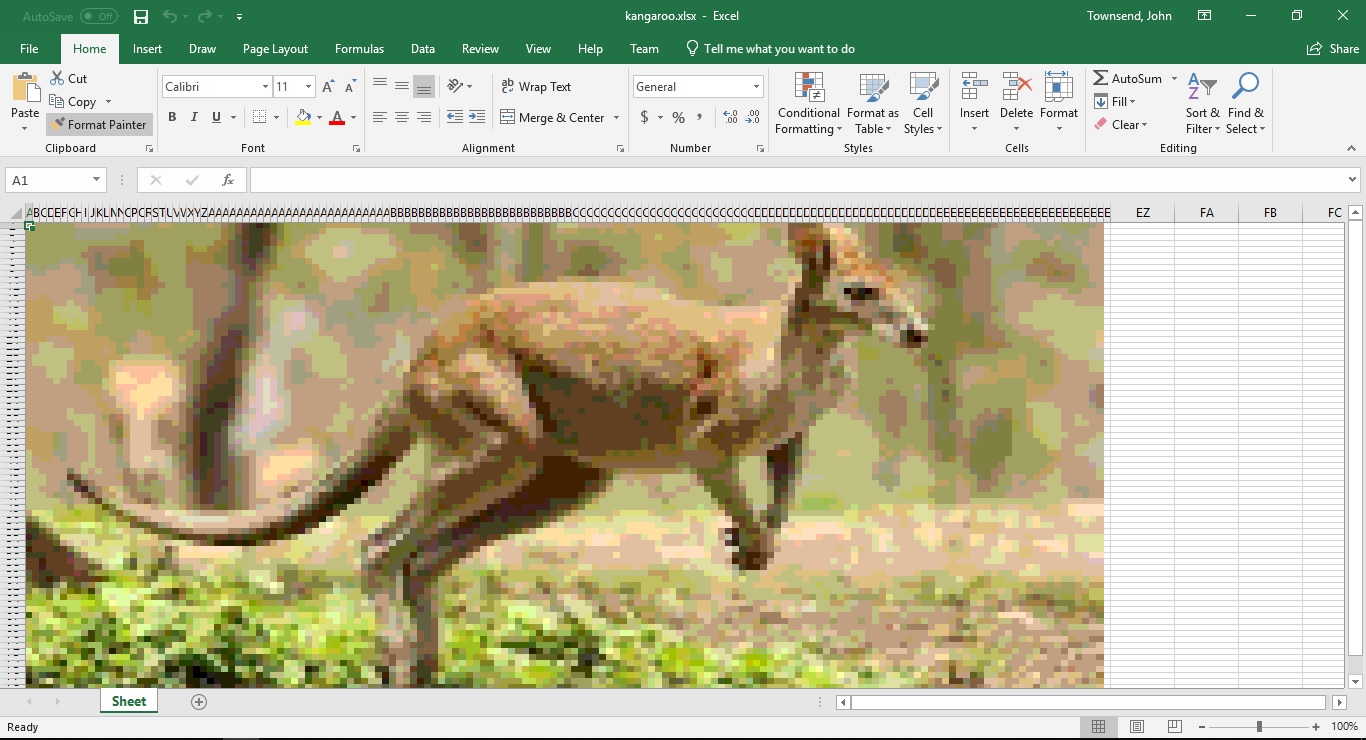 AutoSave Off kangaroo.xlsx - Excel Townsend, John
File Home Insert Draw Page Layout Formulas Data Review View Help Team Tell me what you want to do Share
Paste
Cut
Copy
Format Painter
Clipboard
Calibri 11
B I U
Font
Wrap Text
Merge & Center
Alignment
General
$ % ,
Number
Conditional Formatting
Format as Table
Cell Styles
Styles
Insert Delete Format
Cells
AutoSum
Fill
Clear
Sort & Filter
Find & Select
Editing
A1 fx
EZ FA FB FC
Sheet
Ready 100%